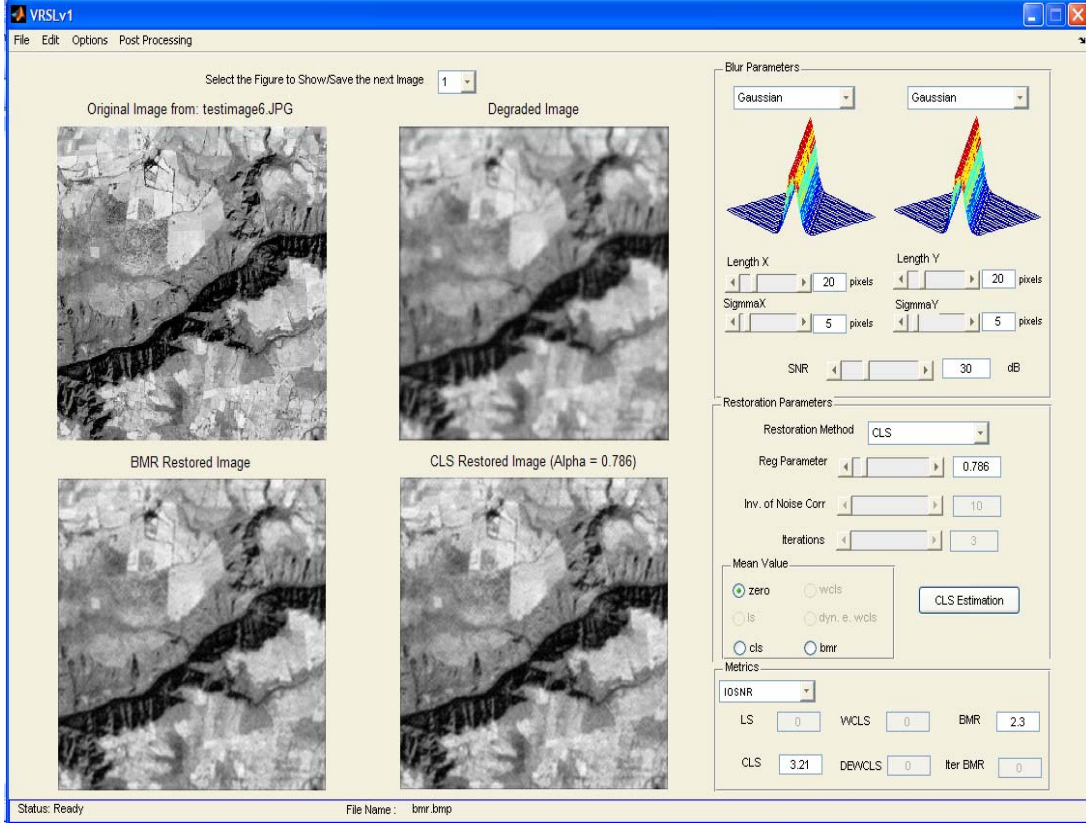 VRSLv1
File Edit Options Post Processing
Select the Figure to Show/Save the next Image 1
Original Image from: testimage6.JPG
Degraded Image
BMR Restored Image
CLS Restored Image (Alpha = 0.786)
Blur Parameters
Gaussian Gaussian
Length X 20 pixels
Length Y 20 pixels
SigmmaX 5 pixels
SigmmaY 5 pixels
SNR 30 dB
Restoration Parameters
Restoration Method CLS
Reg Parameter 0.786
Inv. of Noise Corr 10
Iterations 3
Mean Value
zero wcls
ls dyn. e. wcls
cls bmr
CLS Estimation
Metrics
IOSNR
LS 0 WCLS 0 BMR 2.3
CLS 3.21 DEWCLS 0 Iter BMR 0
Status: Ready File Name : bmr.bmp